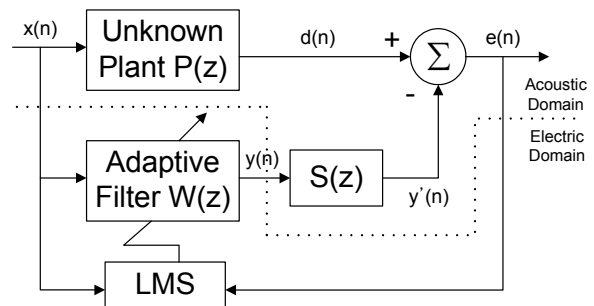 x(n)
Unknown
Plant P(z)
d(n)
+
Σ
e(n)
-
Acoustic
Domain
Electric
Domain
Adaptive
Filter W(z)
y(n)
S(z)
y'(n)
LMS